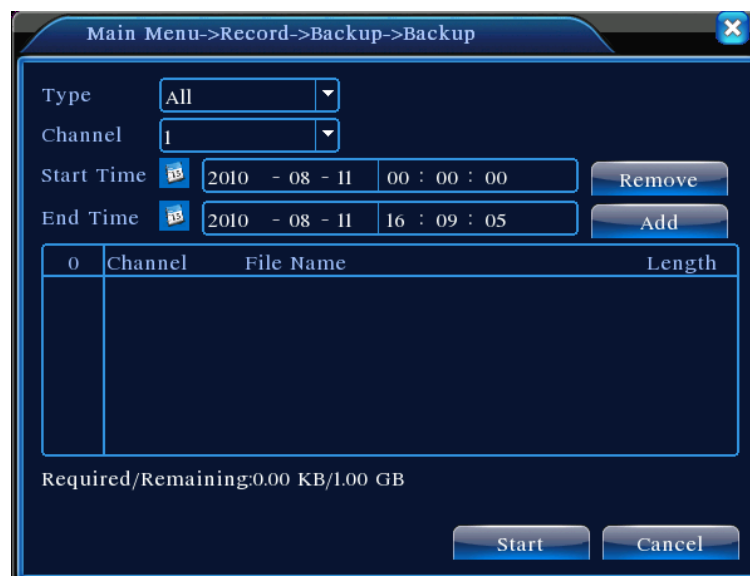 Main Menu->Record->Backup->Backup
Type All
Channel 1
Start Time 15 2010 - 08 - 11 00 : 00 : 00 Remove
End Time 15 2010 - 08 - 11 16 : 09 : 05 Add
0 Channel File Name Length
Required/Remaining:0.00 KB/1.00 GB
Start Cancel